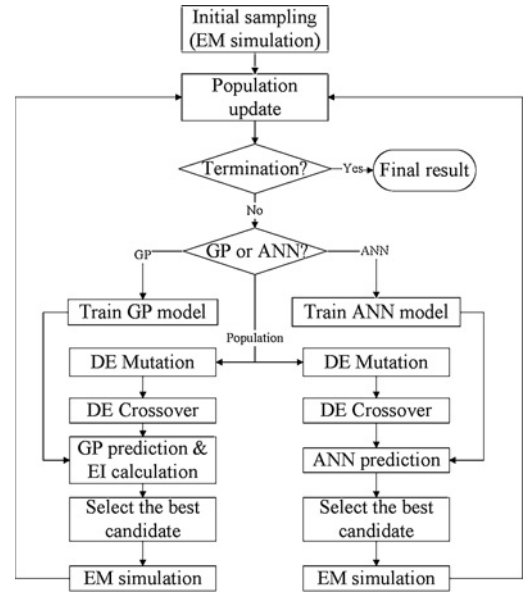 Initial sampling
(EM simulation)
Population
update
Termination?
Yes
Final result
No
GP or ANN?
GP
ANN
Train GP model
Train ANN model
Population
DE Mutation
DE Mutation
DE Crossover
DE Crossover
GP prediction &
EI calculation
ANN prediction
Select the best
candidate
Select the best
candidate
EM simulation
EM simulation